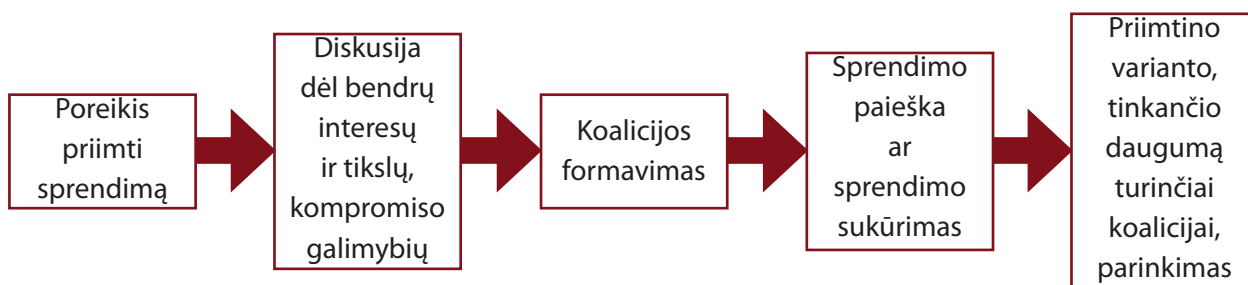 Poreikis
priimti
sprendimą
Diskusija
dėl bendrų
interesų
ir tikslų,
kompromiso
galimybių
Koalicijos
formavimas
Sprendimo
paieška
ar
sprendimo
sukūrimas
Priimtino
varianto,
tinkančio
daugumą
turinčiai
koalicijai,
parinkimas